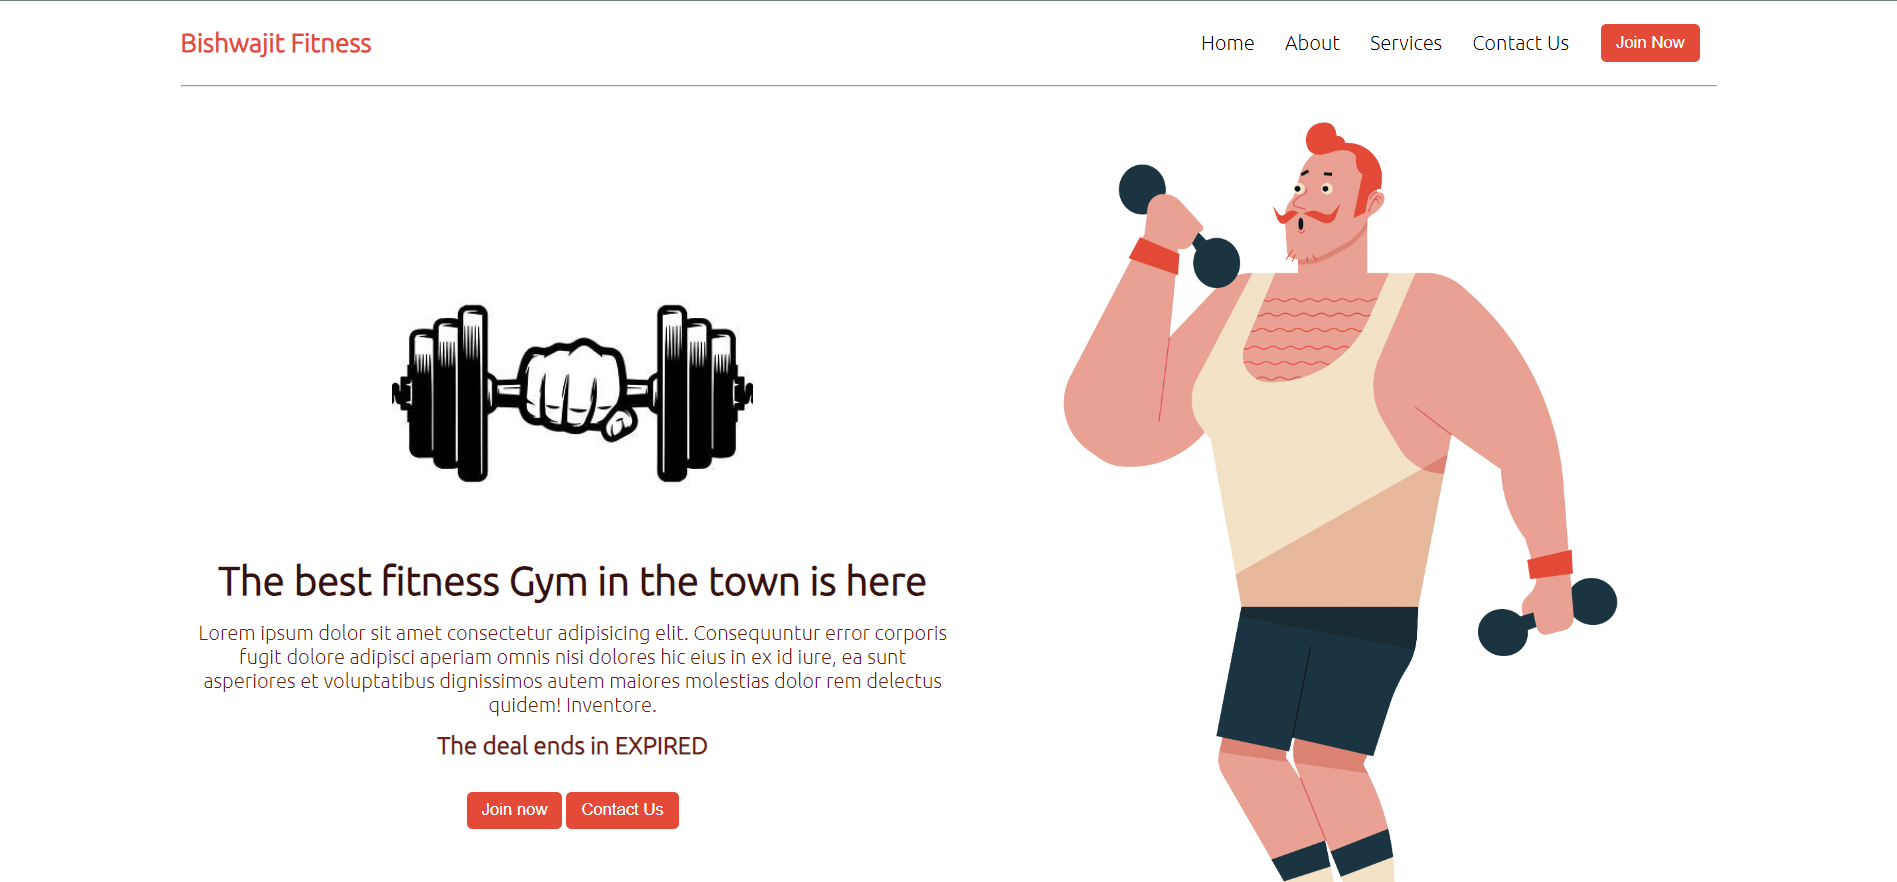 Bishwajit Fitness
Home About Services Contact Us Join Now
The best fitness Gym in the town is here
Lorem ipsum dolor sit amet consectetur adipisicing elit. Consequuntur error corporis
fugit dolore adipisci aperiam omnis nisi dolores hic eius in ex id iure, ea sunt
asperiores et voluptatibus dignissimos autem maiores molestias dolor rem delectus
quidem! Inventore.
The deal ends in EXPIRED
Join now Contact Us